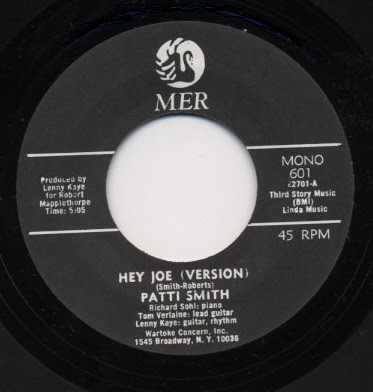 MER
Produced by
Lenny Kaye
for Robert
Mapplethorpe
Time: 5:05
MONO
601
42701-A
Third Story Music
(BMI)
Linda Music
45 RPM
HEY JOE (VERSION)
(Smith-Roberts)
PATTI SMITH
Richard Sohl: piano
Tom Verlaine: lead guitar
Lenny Kaye: guitar, rhythm
Wartoke Concern, Inc.
1545 Broadway, N. Y. 10036